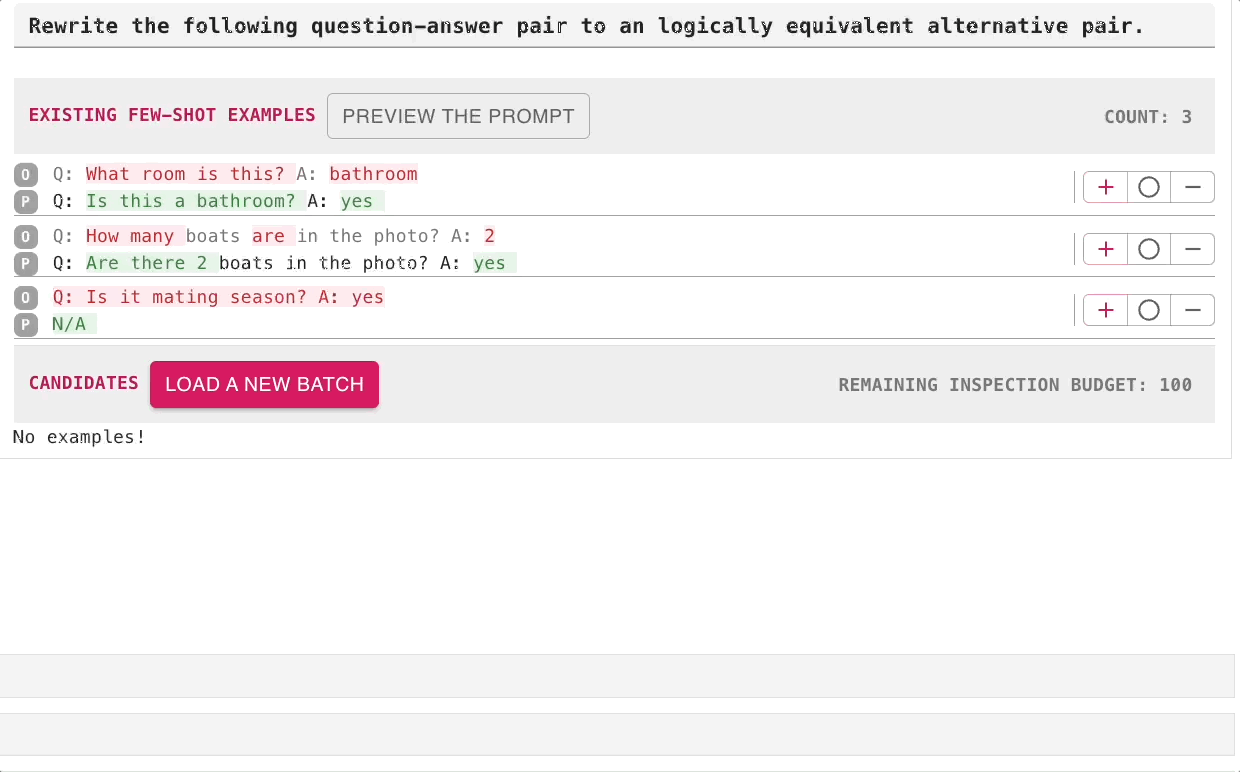 Rewrite the following question-answer pair to an logically equivalent alternative pair.
EXISTING FEW-SHOT EXAMPLES PREVIEW THE PROMPT COUNT: 3
O Q: What room is this? A: bathroom
P Q: Is this a bathroom? A: yes
O Q: How many boats are in the photo? A: 2
P Q: Are there 2 boats in the photo? A: yes
O Q: Is it mating season? A: yes
P N/A
CANDIDATES LOAD A NEW BATCH REMAINING INSPECTION BUDGET: 100
No examples!